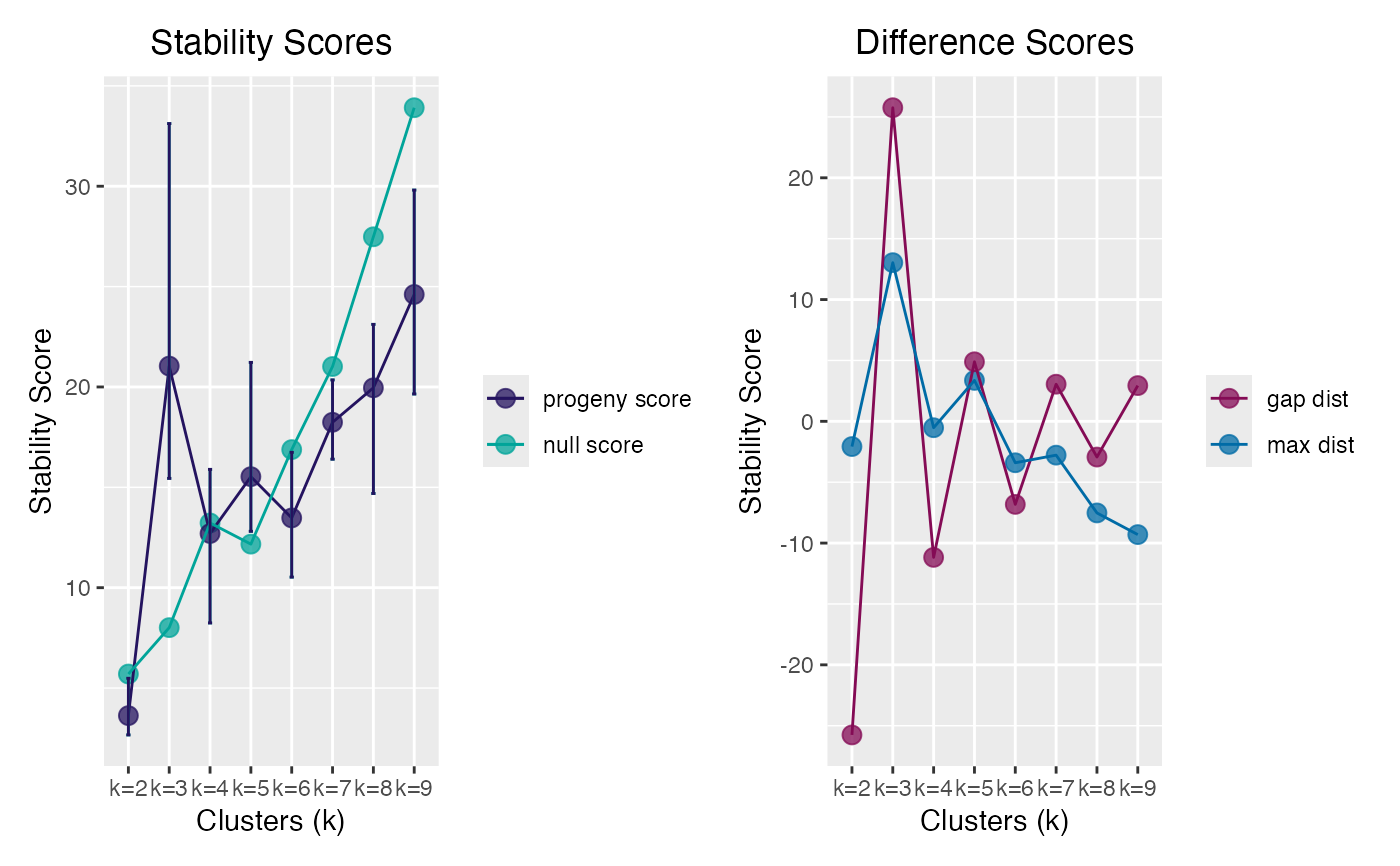 Stability Scores
Stability Score
30
20
10
k=2 k=3 k=4 k=5 k=6 k=7 k=8 k=9
Clusters (k)
progeny score
null score
Difference Scores
Stability Score
20
10
0
-10
-20
k=2 k=3 k=4 k=5 k=6 k=7 k=8 k=9
Clusters (k)
gap dist
max dist